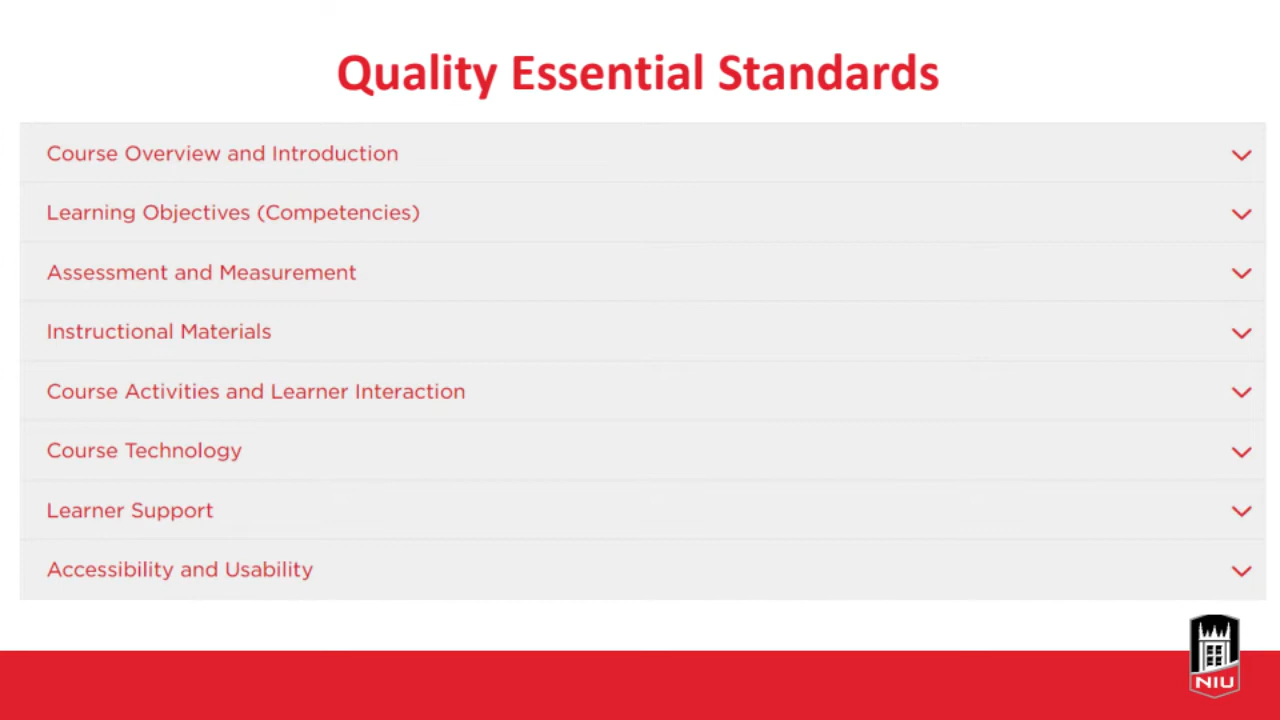 Quality Essential Standards
Course Overview and Introduction
Learning Objectives (Competencies)
Assessment and Measurement
Instructional Materials
Course Activities and Learner Interaction
Course Technology
Learner Support
Accessibility and Usability
NIU